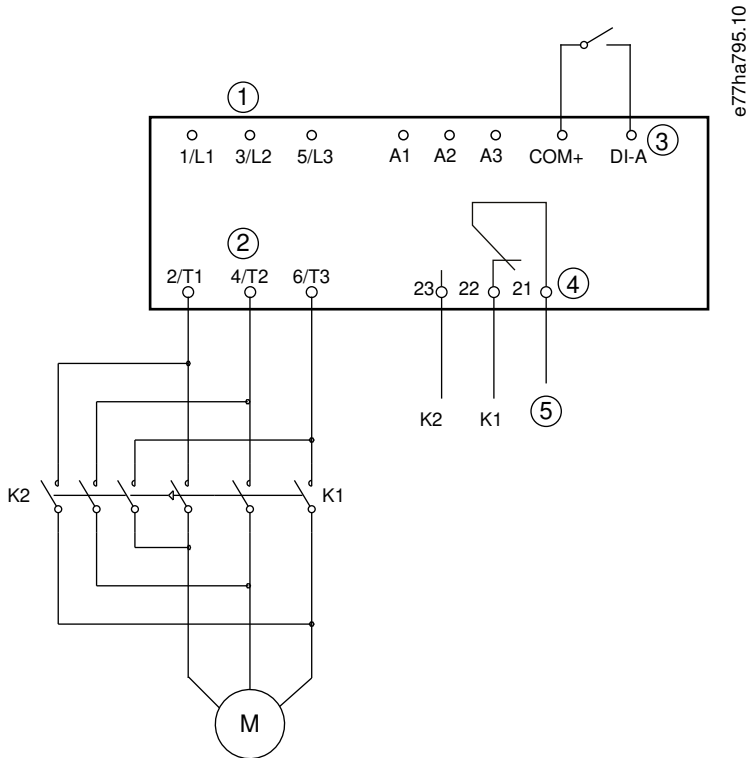 e77ha795.10
1
1/L1 3/L2 5/L3 A1 A2 A3 COM+ DI-A 3
2
2/T1 4/T2 6/T3 23 22 21 4
K2 K1 5
K2 K1
M